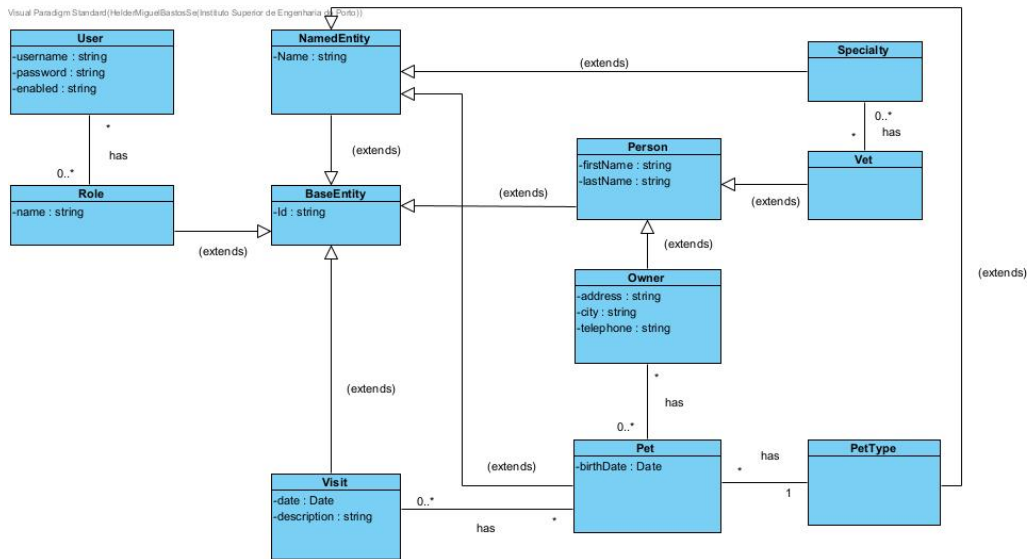 Visual Paradigm Standard(HelderMiguelBastosSe(Instituto Superior de Engenharia do Porto))
User
-username : string
-password : string
-enabled : string
*
has
0..*
Role
-name : string
(extends)
NamedEntity
-Name : string
(extends)
BaseEntity
-Id : string
(extends)
Visit
-date : Date
-description : string
0..*
has
*
(extends)
Specialty
0..*
has
*
Vet
(extends)
Person
-firstName : string
-lastName : string
(extends)
(extends)
Owner
-address : string
-city : string
-telephone : string
*
has
0..*
Pet
-birthDate : Date
(extends)
has
*
1
PetType
(extends)